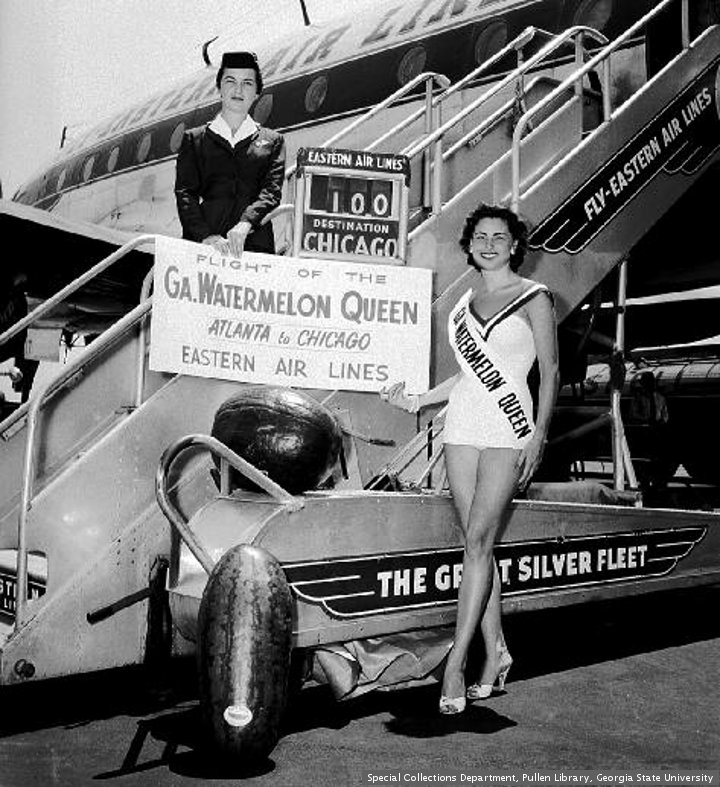 EASTERN AIR LINES
100
DESTINATION
CHICAGO
FLY-EASTERN AIR LINES
FLIGHT OF THE
GA. WATERMELON QUEEN
ATLANTA to CHICAGO
EASTERN AIR LINES
WATERMELON QUEEN
THE GREAT SILVER FLEET
Special Collections Department, Pullen Library, Georgia State University